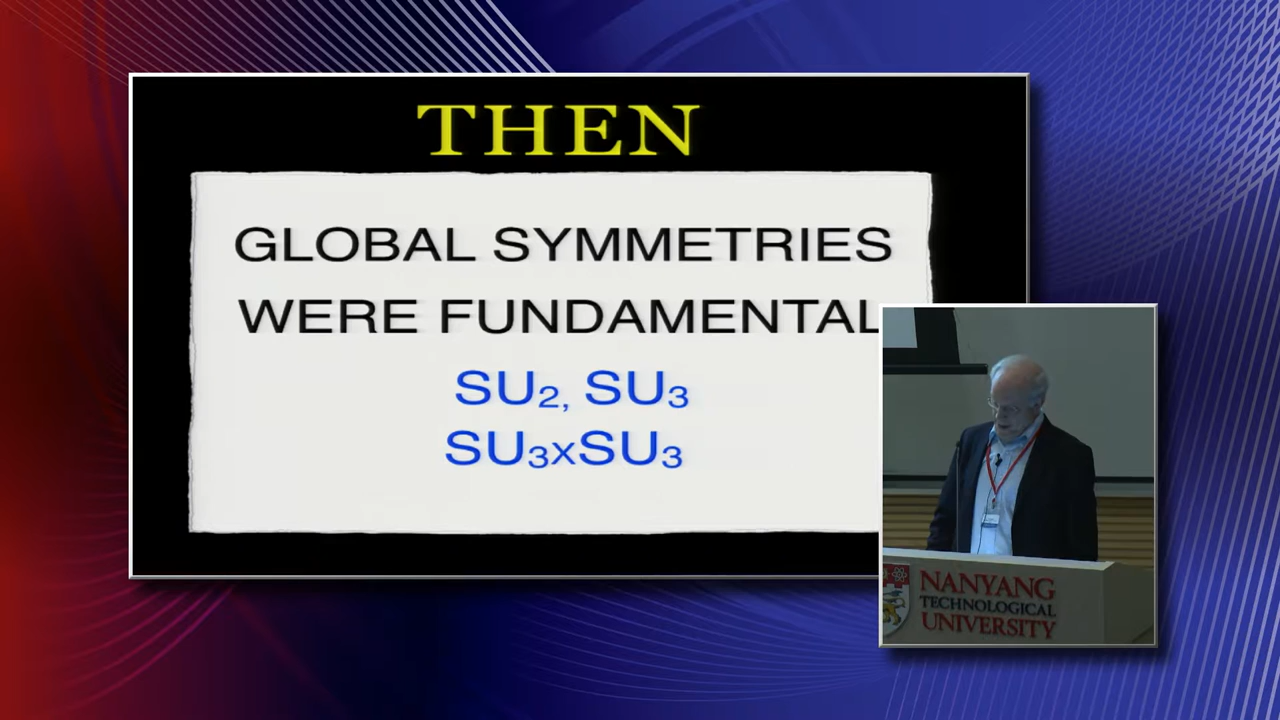 THEN
GLOBAL SYMMETRIES
WERE FUNDAMENTAL
SU₂, SU₃
SU₃xSU₃
NANYANG
TECHNOLOGICAL
UNIVERSITY